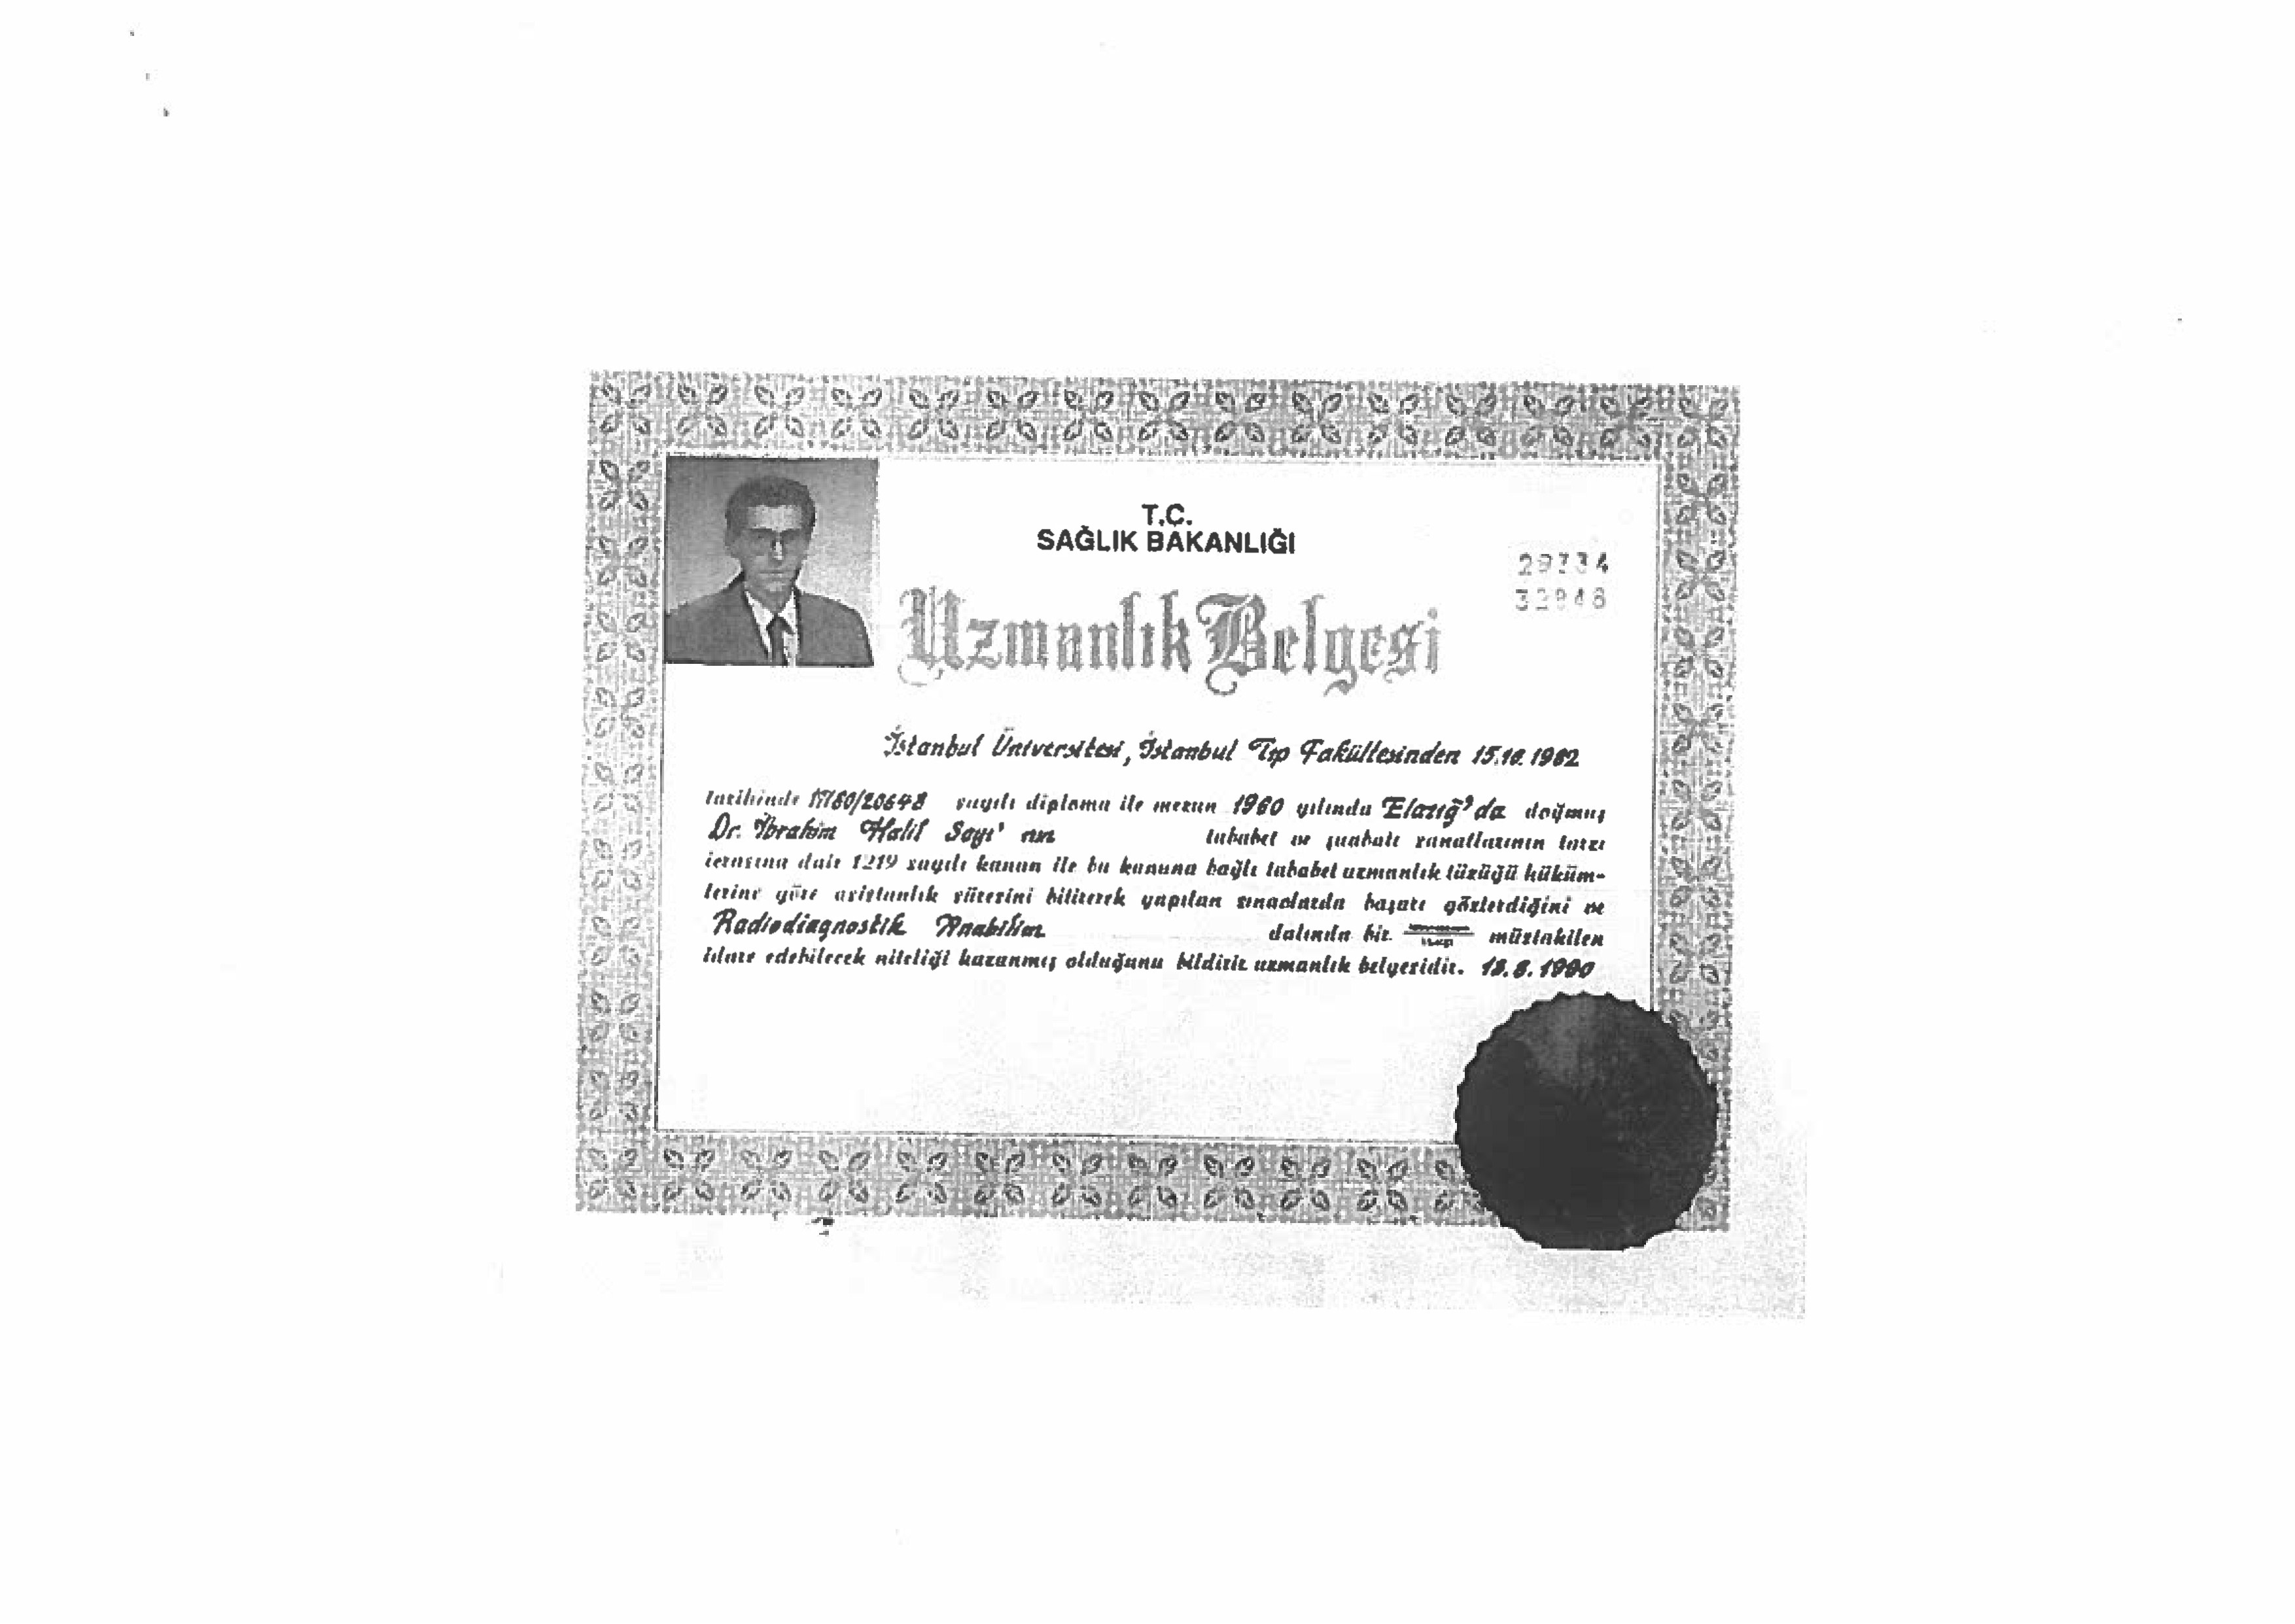 T.C.
SAĞLIK BAKANLIĞI
29334
32848
Uzmanlık Belgesi
İstanbul Üniversitesi, İstanbul Tıp Fakültesinden 15.10.1982
tarihinde sayılı diploma ile mezun 1960 yılında Elazığ'da doğmuş
Dr. İbrahim Halil Sayı' nın tababet ve şuabatı sanatlarının tarzı
icrasına dair 1219 sayılı kanun ile bu kanuna bağlı tababet uzmanlık tüzüğü hüküm-
lerine göre asistanlık süresini bitirerek yapılan sınavlarda başarı gösterdiğini ve
Radiodiagnostik Anabilim dalında bir müstakilen
idare edebilecek niteliği kazanmış olduğunu bildirir uzmanlık belgesidir. 18.8.1990